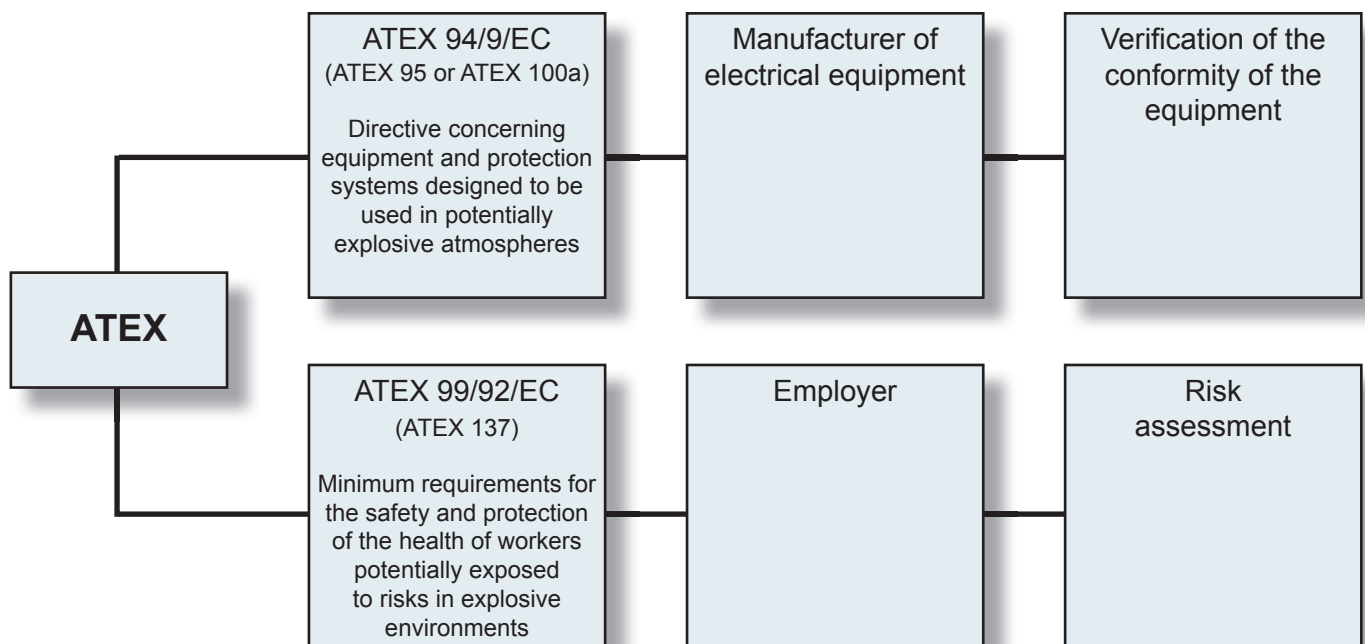 ATEX
ATEX 94/9/EC
(ATEX 95 or ATEX 100a)
Directive concerning
equipment and protection
systems designed to be
used in potentially
explosive atmospheres
Manufacturer of
electrical equipment
Verification of the
conformity of the
equipment
ATEX 99/92/EC
(ATEX 137)
Minimum requirements for
the safety and protection
of the health of workers
potentially exposed
to risks in explosive
environments
Employer
Risk
assessment